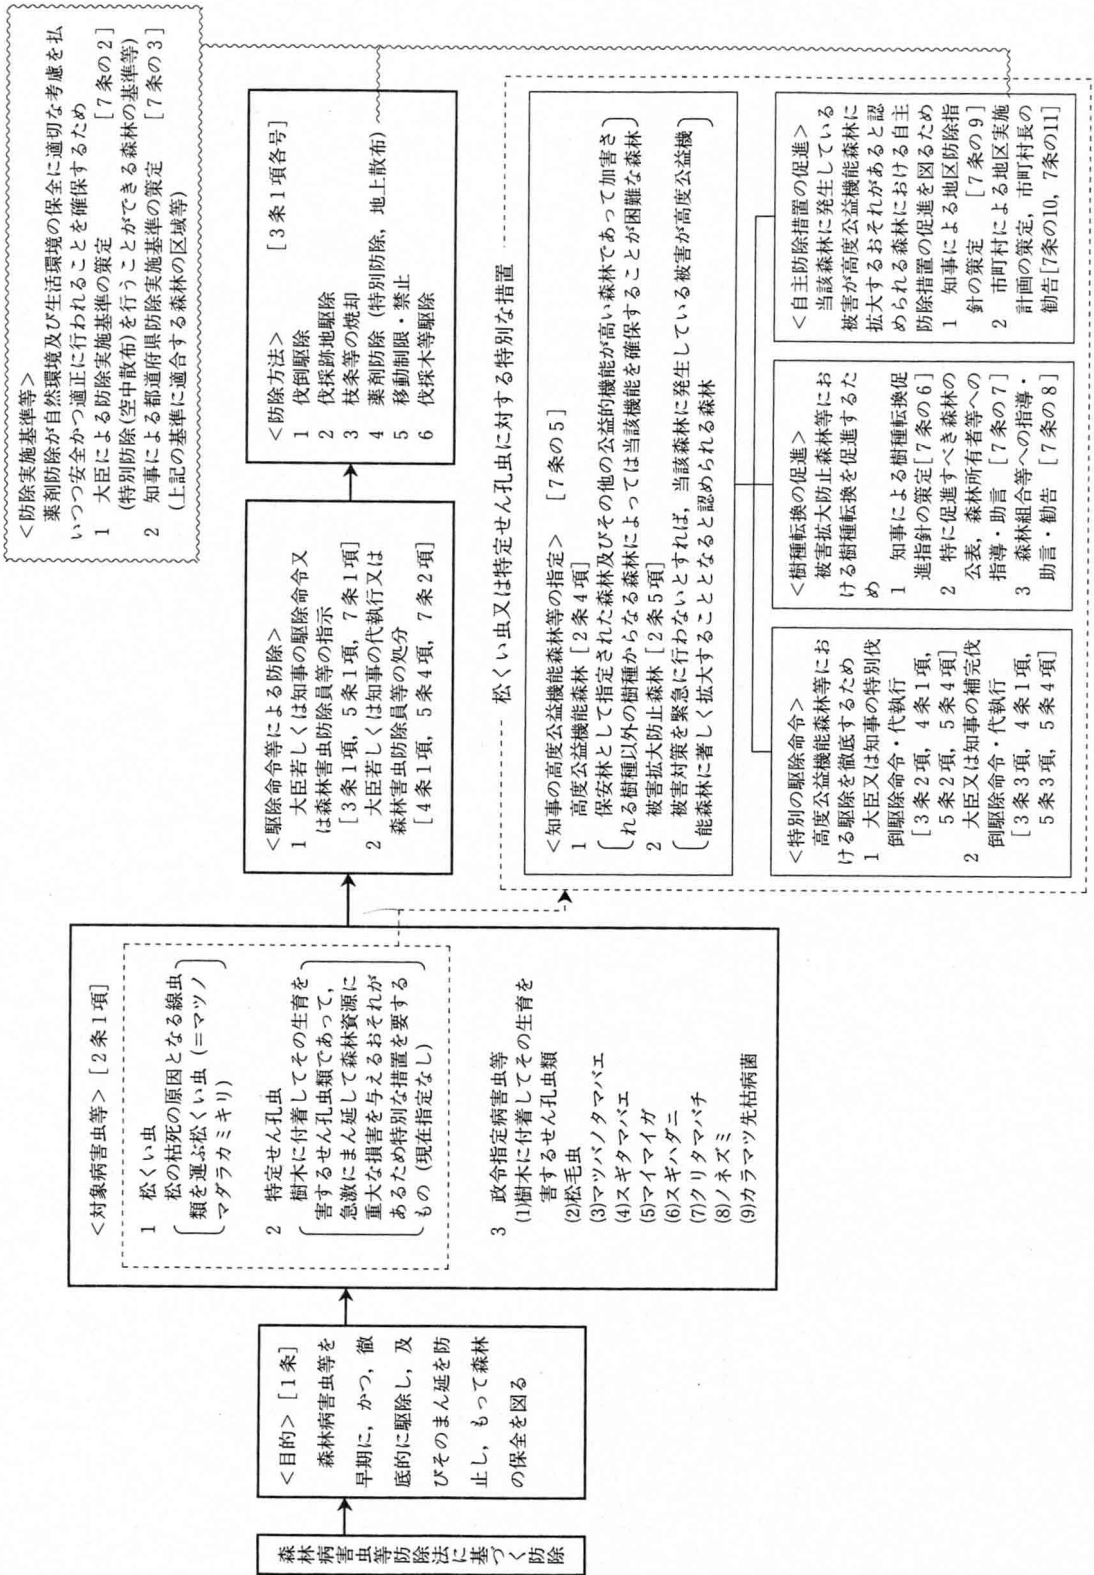 森林病害虫等防除法に基づく防除
<目的> [1条]
森林病害虫等を
早期に,かつ,徹
底的に駆除し,及
びそのまん延を防
止し,もって森林
の保全を図る
<対象病害虫等> [2条1項]
1 松くい虫
松の枯死の原因となる線虫
類を運ぶ松くい虫(=マツノ
マダラカミキリ)
2 特定せん孔虫
樹木に付着してその生育を
害するせん孔虫類であって,
急激にまん延して森林資源に
重大な損害を与えるおそれが
あるため特別な措置を要する
もの(現在指定なし)
3 政令指定病害虫等
(1)樹木に付着してその生育を
害するせん孔虫類
(2)松毛虫
(3)マツバノタマバエ
(4)スギタマバエ
(5)マイマイガ
(6)スギハダニ
(7)クリタマバチ
(8)ノネズミ
(9)カラマツ先枯病菌
<駆除命令等による防除>
1 大臣若しくは知事の駆除命令又
は森林害虫防除員等の指示
[3条1項,5条1項,7条1項]
2 大臣若しくは知事の代執行又は
森林害虫防除員等の処分
[4条1項,5条4項,7条2項]
<防除方法> [3条1項各号]
1 伐倒駆除
2 伐採跡地駆除
3 枝条等の焼却
4 薬剤防除(特別防除,地上散布)
5 移動制限・禁止
6 伐採木等駆除
<防除実施基準等>
薬剤防除が自然環境及び生活環境の保全に適切な考慮を払
いつつ安全かつ適正に行われることを確保するため
1 大臣による防除実施基準の策定 [7条の2]
(特別防除(空中散布)を行うことができる森林の基準等)
2 知事による都道府県防除実施基準の策定 [7条の3]
(上記の基準に適合する森林の区域等)
松くい虫又は特定せん孔虫に対する特別な措置
<知事の高度公益機能森林等の指定> [7条の5]
1 高度公益機能森林 [2条4項]
保安林として指定された森林及びその他の公益的機能が高い森林であって加害さ
れる樹種以外の樹種からなる森林によっては当該機能を確保することが困難な森林
2 被害拡大防止森林 [2条5項]
被害対策を緊急に行わないとすれば,当該森林に発生している被害が高度公益機
能森林に著しく拡大することとなると認められる森林
<特別の駆除命令>
高度公益機能森林等にお
ける駆除を徹底するため
1 大臣又は知事の特別伐
倒駆除命令・代執行
[3条2項,4条1項,
5条2項,5条4項]
2 大臣又は知事の補完伐
倒駆除命令・代執行
[3条3項,4条1項,
5条3項,5条4項]
<樹種転換の促進>
被害拡大防止森林等にお
ける樹種転換を促進するた
め
1 知事による樹種転換促
進指針の策定[7条の6]
2 特に促進すべき森林の
公表,森林所有者等への
指導・助言 [7条の7]
3 森林組合等への指導・
助言・勧告 [7条の8]
<自主防除措置の促進>
当該森林に発生している
被害が高度公益機能森林に
拡大するおそれがあると認
められる森林における自主
防除措置の促進を図るため
1 知事による地区防除指
針の策定 [7条の9]
2 市町村による地区実施
計画の策定,市町村長の
勧告[7条の10,7条の11]